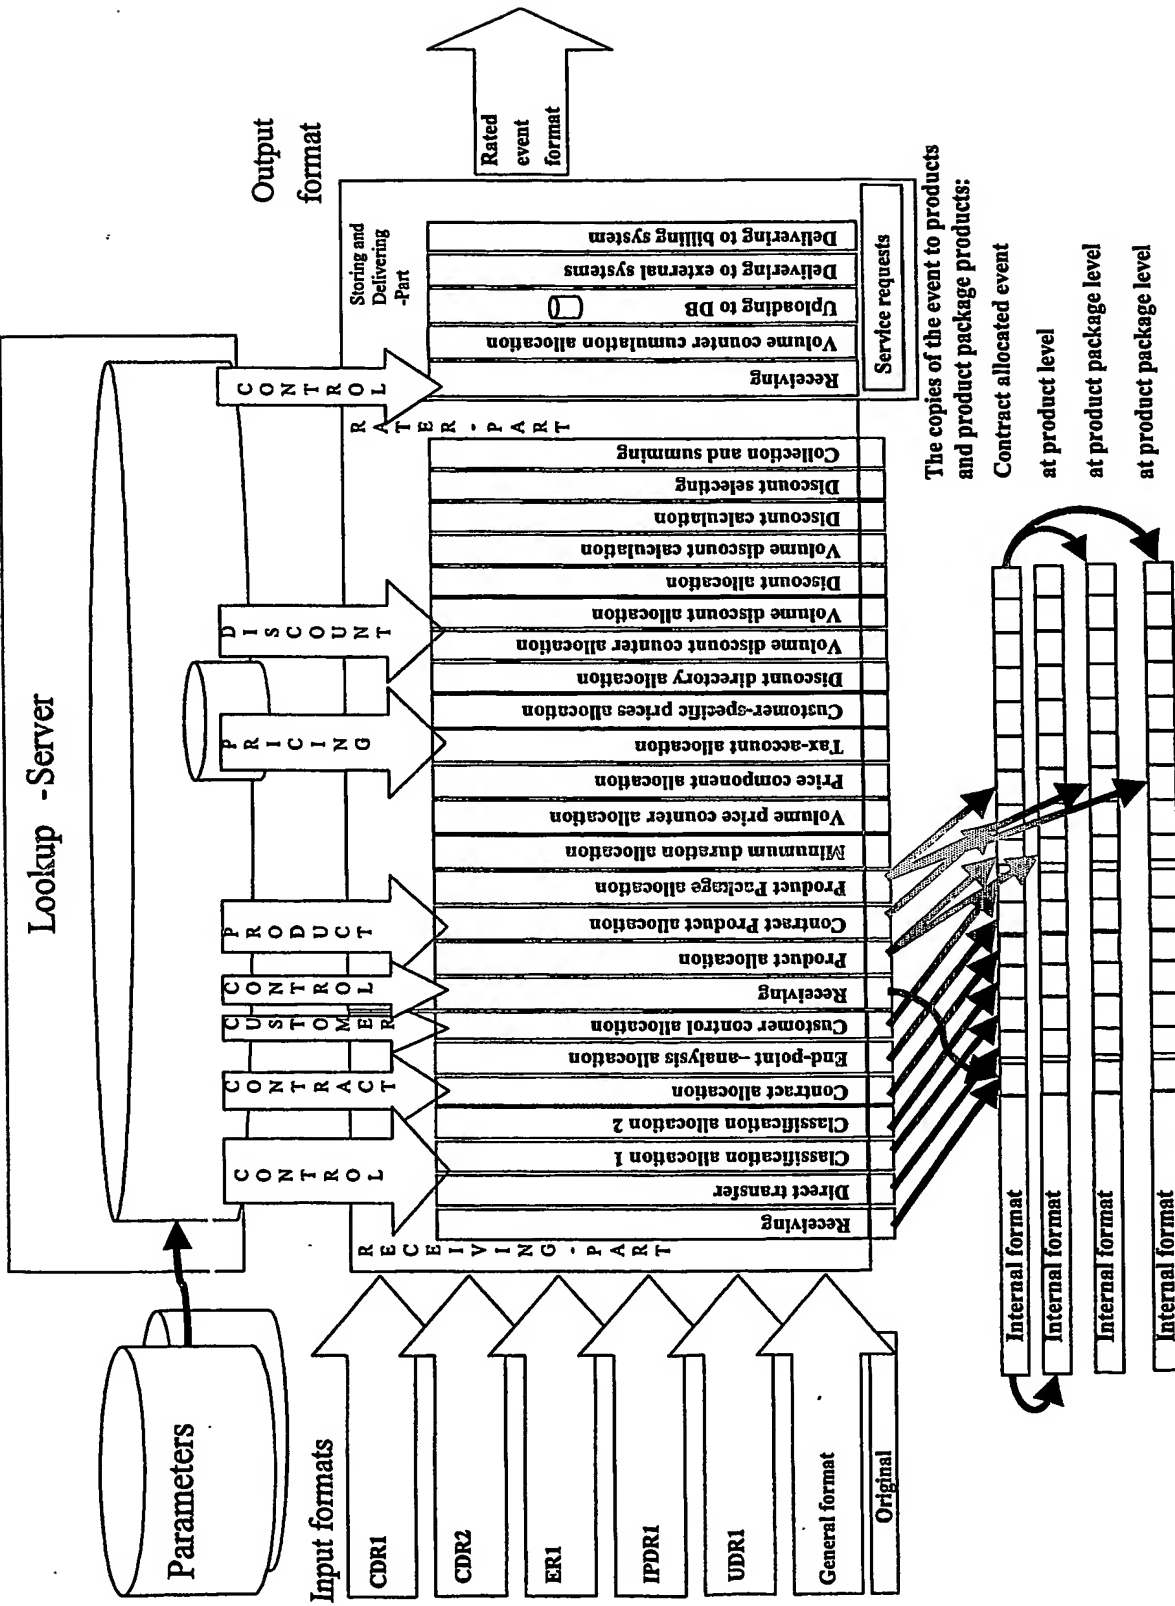 Lookup -Server
Parameters
Input formats
CDR1
CDR2
ER1
IPDR1
UDR1
General format
Original
CONTROL
CONTRACT
CUSTOMER
CONTROL
PRODUCT
PRICING
DISCOUNT
CONTROL
RECEIVING-PART
Receiving
Direct transfer
Classification allocation 1
Classification allocation 2
Contract allocation
End-point –analysis allocation
Customer control allocation
Receiving
Product allocation
Contract Product allocation
Product Package allocation
Minumum duration allocation
Volume price counter allocation
Price component allocation
Tax-account allocation
Customer-specific prices allocation
Discount directory allocation
Volume discount counter allocation
Volume discount allocation
Discount allocation
Volume discount calculation
Discount calculation
Discount selecting
Collection and summing
RATER-PART
Receiving
Volume counter cumulation allocation
Uploading to DB
Delivering to external systems
Delivering to billing system
Storing and
Delivering
-Part
Service requests
Output
format
Rated
event
format
The copies of the event to products
and product package products:
Contract allocated event
at product level
at product package level
at product package level
Internal format
Internal format
Internal format
Internal format